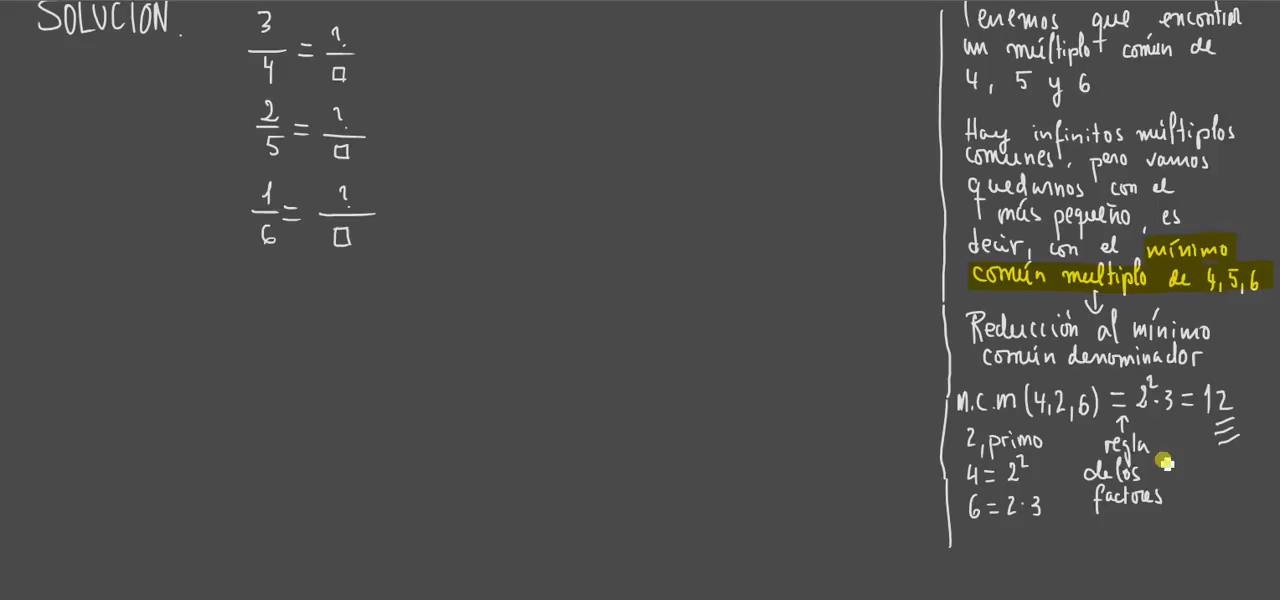 SOLUCIÓN.
3/4 = ?/□
2/5 = ?/□
1/6 = ?/□
Tenemos que encontrar
un múltiplo común de
4, 5 y 6
Hay infinitos múltiplos
comunes, pero vamos
quedarnos con el
más pequeño, es
decir, con el mínimo
común multiplo de 4,5,6
↓
Reducción al mínimo
común denominador
m.c.m (4,2,6) = 2²·3 = 12
2, primo
4 = 2²
6 = 2·3
↑
regla
de los
factores